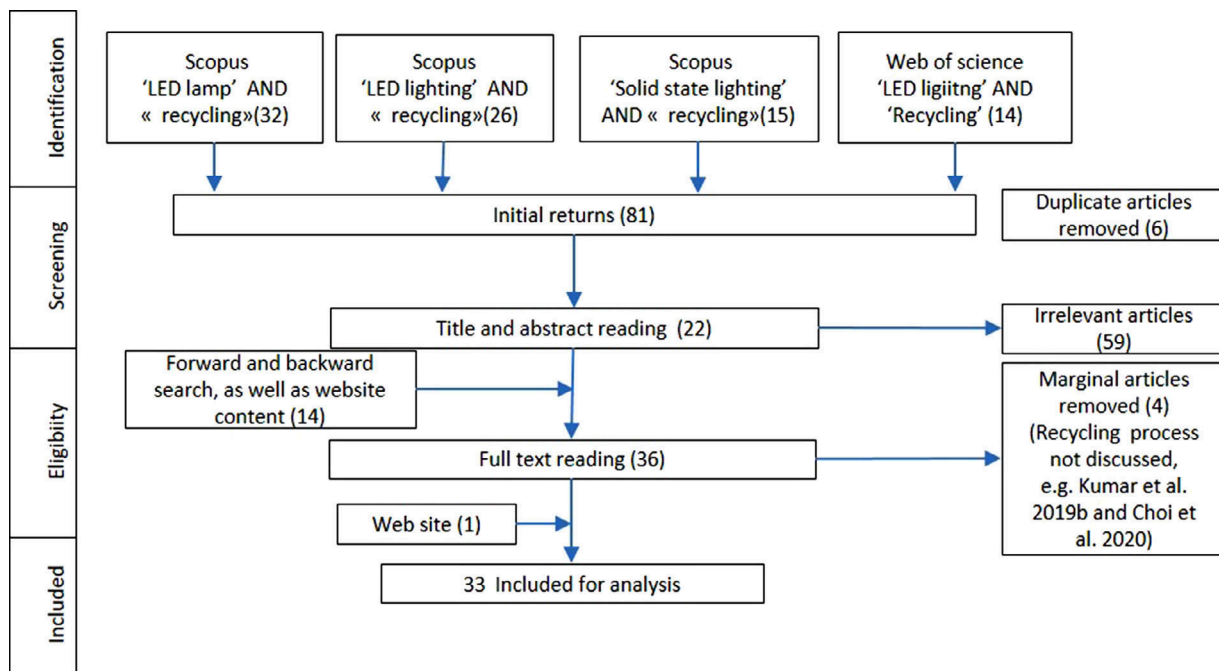 Identification
Scopus
‘LED lamp’ AND
« recycling»(32)
Scopus
‘LED lighting’ AND
« recycling»(26)
Scopus
‘Solid state lighting’
AND « recycling»(15)
Web of science
‘LED ligiitng’ AND
‘Recycling’ (14)
Screening
Initial returns (81)
Duplicate articles
removed (6)
Title and abstract reading (22)
Irrelevant articles
(59)
Eligibiity
Forward and backward
search, as well as website
content (14)
Marginal articles
removed (4)
(Recycling process
not discussed,
e.g. Kumar et al.
2019b and Choi et
al. 2020)
Full text reading (36)
Web site (1)
Included
33 Included for analysis